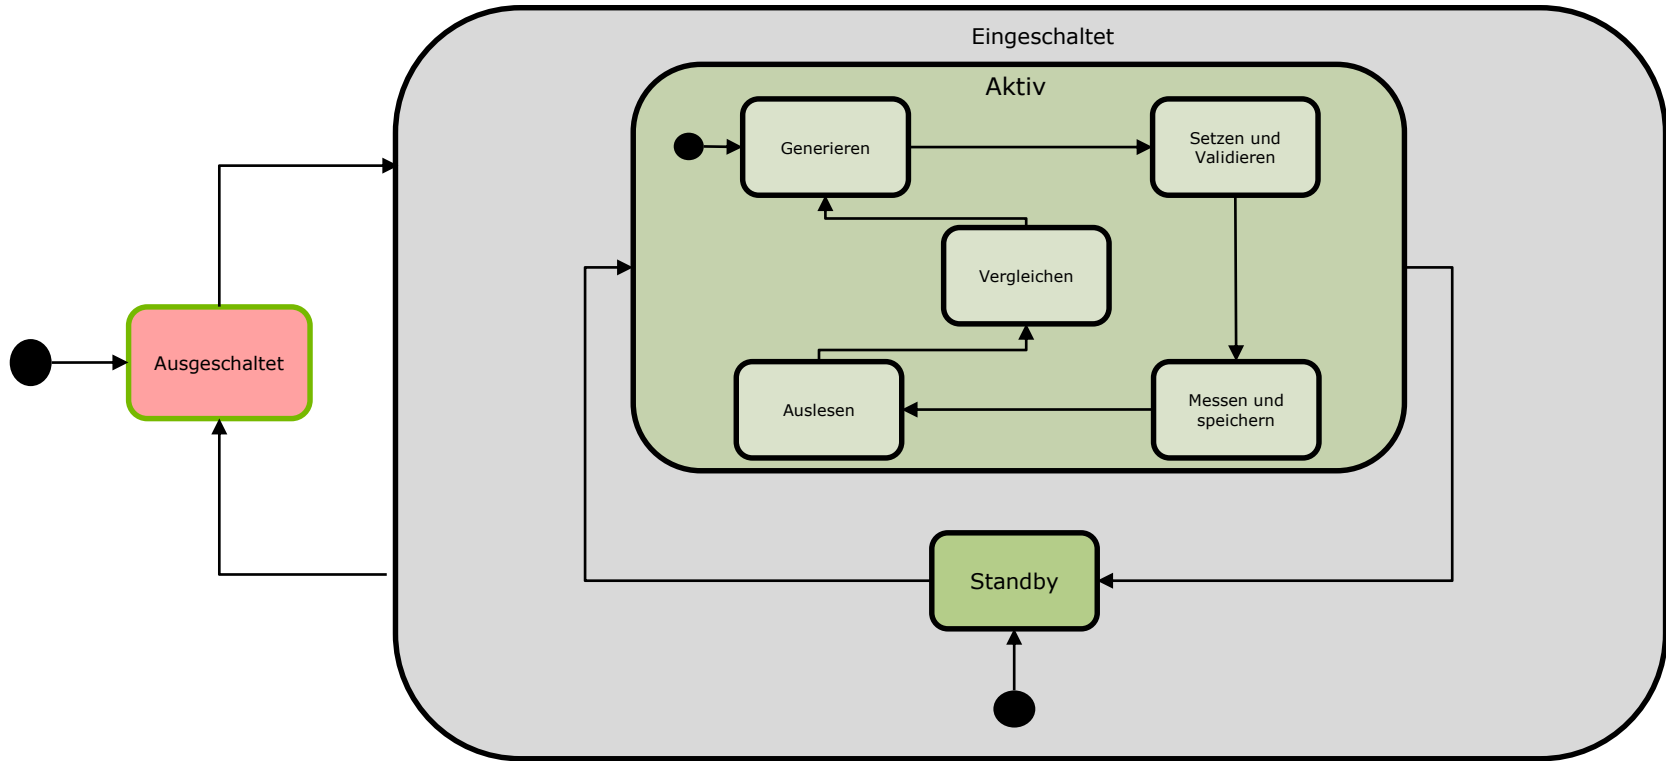 Eingeschaltet
Aktiv
Generieren
Setzen und
Validieren
Vergleichen
Ausgeschaltet
Auslesen
Messen und
speichern
Standby